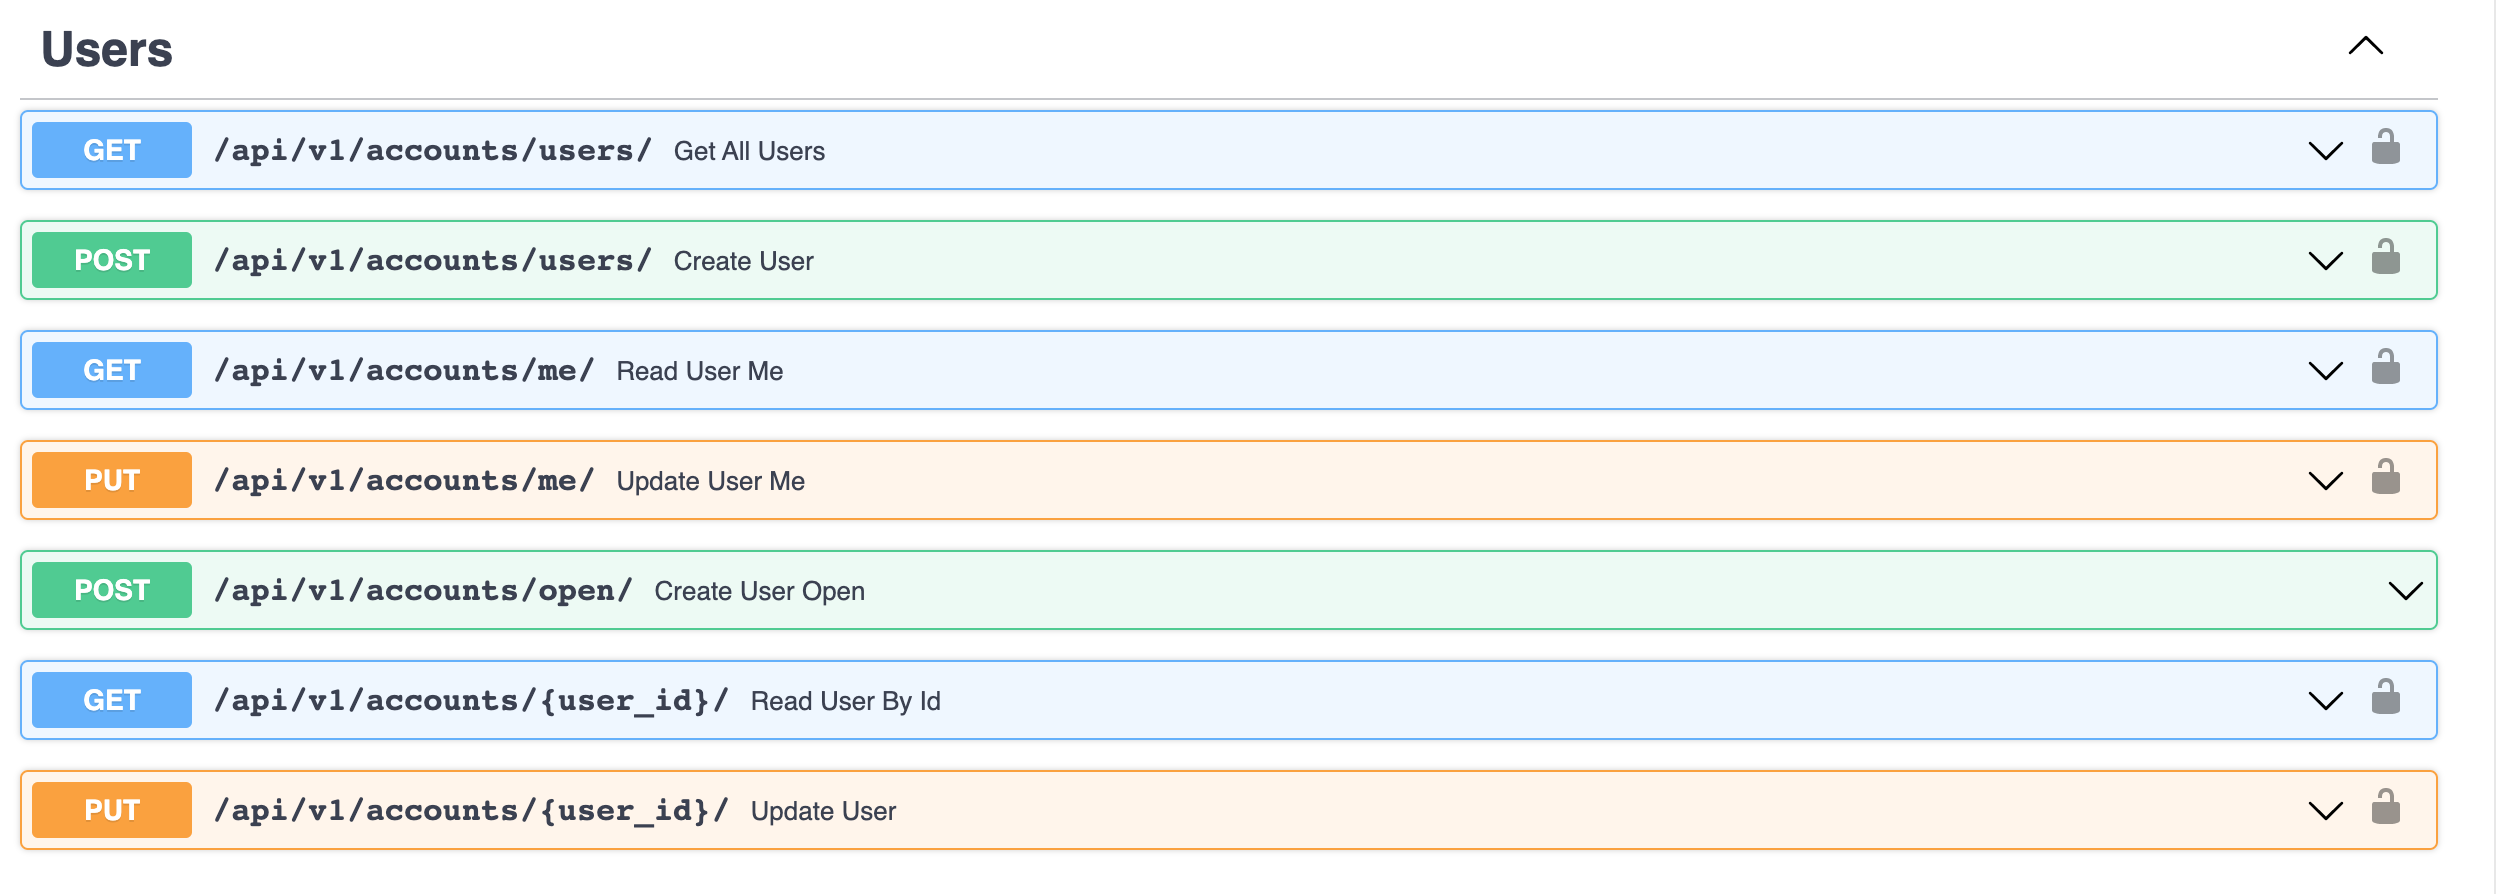 Users
GET /api/v1/accounts/users/ Get All Users
POST /api/v1/accounts/users/ Create User
GET /api/v1/accounts/me/ Read User Me
PUT /api/v1/accounts/me/ Update User Me
POST /api/v1/accounts/open/ Create User Open
GET /api/v1/accounts/{user_id}/ Read User By Id
PUT /api/v1/accounts/{user_id}/ Update User